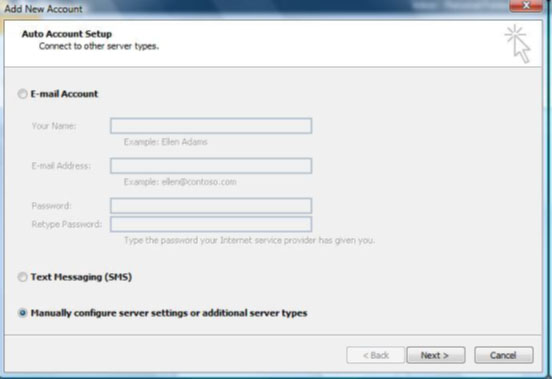 Add New Account
Auto Account Setup
Connect to other server types.
E-mail Account
Your Name:
Example: Ellen Adams
E-mail Address:
Example: ellen@contoso.com
Password:
Retype Password:
Type the password your Internet service provider has given you.
Text Messaging (SMS)
Manually configure server settings or additional server types
< Back Next > Cancel